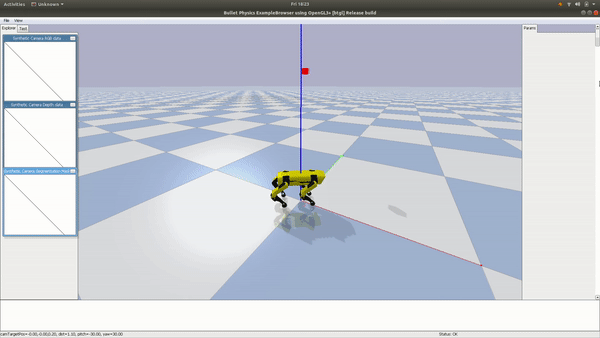 Activities
Unknown
Fri 16:25
Bullet Physics ExampleBrowser using OpenGL3+ [btgl] Release build
File View
Explorer Test
Params
Synthetic Camera RGB data
Synthetic Camera Depth data
Synthetic Camera Segmentation Mask
camTargetPos=0.00,0.00,0.20, dist=1.10, pitch=-30.00, yaw=30.00
Status: OK